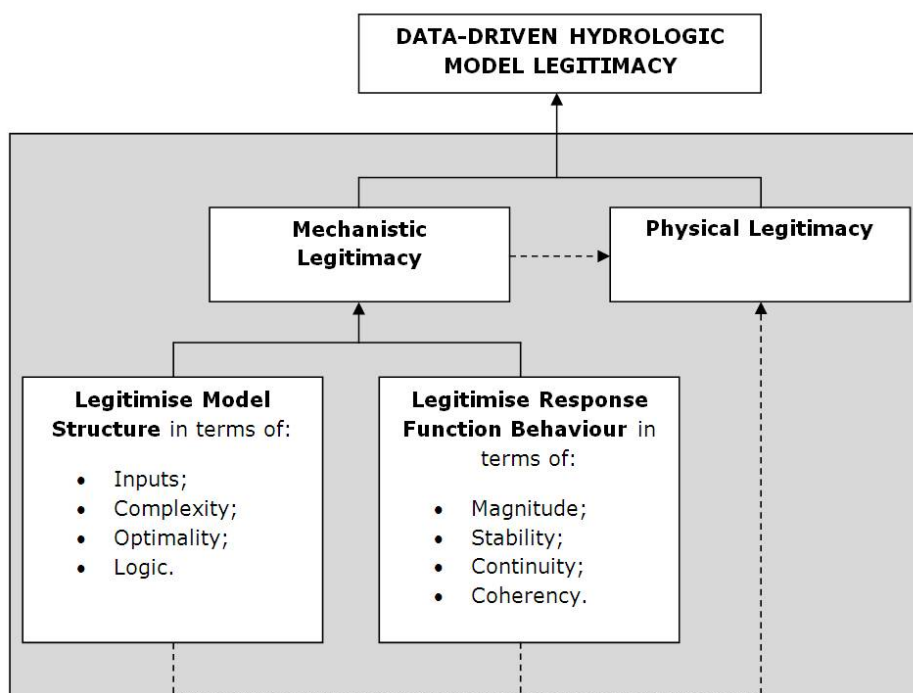 DATA-DRIVEN HYDROLOGIC
MODEL LEGITIMACY
Mechanistic
Legitimacy
Physical Legitimacy
Legitimise Model
Structure in terms of:
• Inputs;
• Complexity;
• Optimality;
• Logic.
Legitimise Response
Function Behaviour in
terms of:
• Magnitude;
• Stability;
• Continuity;
• Coherency.